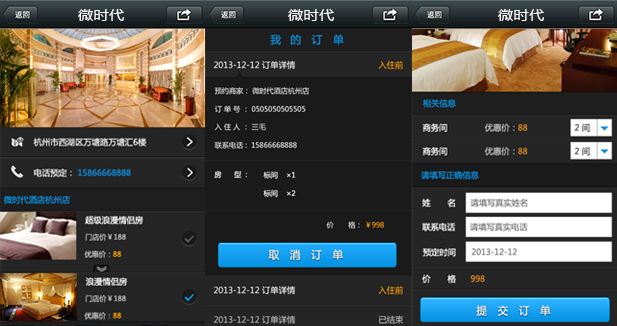 返回
微时代
杭州市西湖区万塘路万塘汇6楼
电话预定：15866668888
微时代酒店杭州店
超级浪漫情侣房
门店价￥188
优惠价：88
浪漫情侣房
门店价￥188
优惠价：88
返回
微时代
我的订单
2013-12-12 订单详情 入住前
预约商家：微时代酒店杭州店
订单号：0505050505505
入住人：三毛
联系电话：15866668888
房型：标间 ×1
标间 ×2
价格：￥998
取消订单
2013-12-12 订单详情 入住前
2013-12-12 订单详情 已结束
返回
微时代
相关信息
商务间 优惠价：88 2 间
商务间 优惠价：88 2 间
请填写正确信息
姓名 请填写真实姓名
联系电话 请填写真实电话
预定时间 2013-12-12
价格 998
提交订单